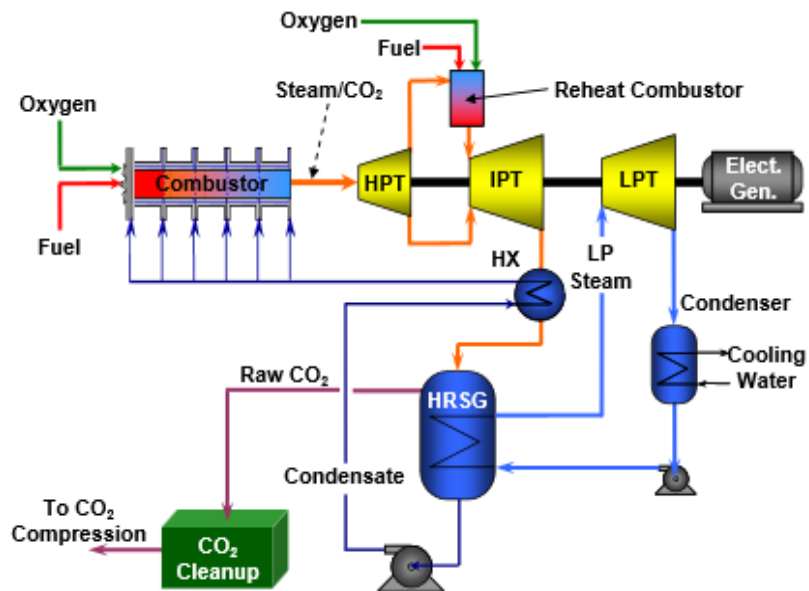 Oxygen
Fuel
Steam/CO₂
Reheat Combustor
Oxygen
Combustor
HPT
IPT
LPT
Elect.
Gen.
Fuel
HX
LP
Steam
Condenser
Cooling
Water
Raw CO₂
HRSG
Condensate
To CO₂
Compression
CO₂
Cleanup